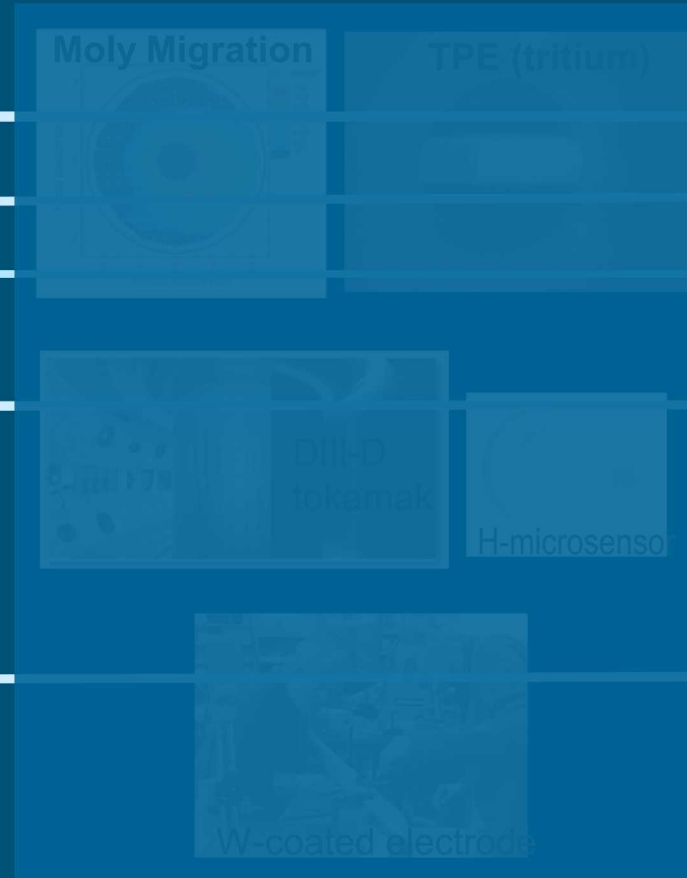 Moly Migration
TPE (tritium)
DIII-D
tokamak
H-microsensor
W-coated electrode